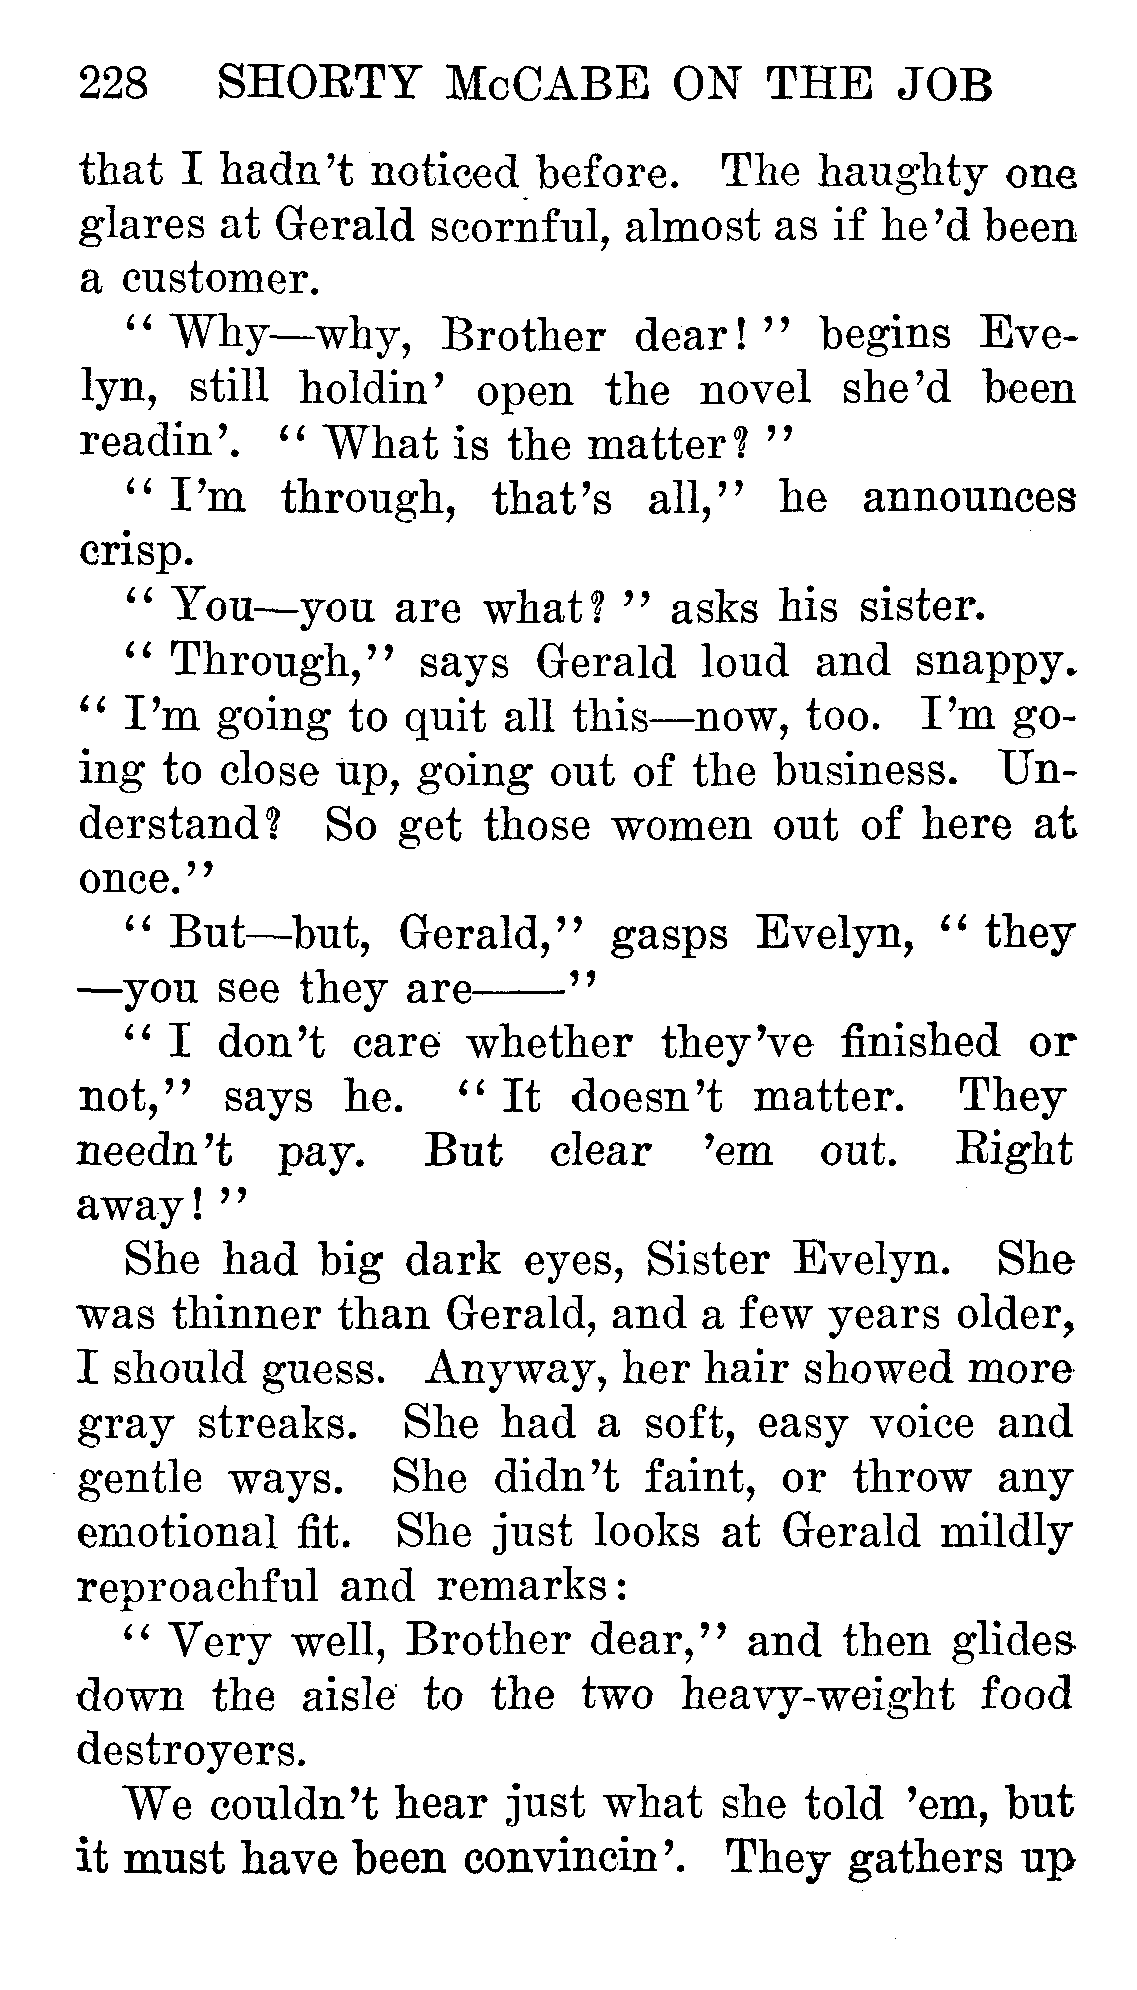 228 SHORTY McCABE ON THE JOB
that I hadn't noticed before. The haughty one
glares at Gerald scornful, almost as if he'd been
a customer.
"Why—why, Brother dear!" begins Eve-
lyn, still holdin' open the novel she'd been
readin'. "What is the matter?"
"I'm through, that's all," he announces
crisp.
"You—you are what?" asks his sister.
"Through," says Gerald loud and snappy.
"I'm going to quit all this—now, too. I'm go-
ing to close up, going out of the business. Un-
derstand? So get those women out of here at
once."
"But—but, Gerald," gasps Evelyn, "they
—you see they are——"
"I don't care whether they've finished or
not," says he. "It doesn't matter. They
needn't pay. But clear 'em out. Right
away!"
She had big dark eyes, Sister Evelyn. She
was thinner than Gerald, and a few years older,
I should guess. Anyway, her hair showed more
gray streaks. She had a soft, easy voice and
gentle ways. She didn't faint, or throw any
emotional fit. She just looks at Gerald mildly
reproachful and remarks:
"Very well, Brother dear," and then glides
down the aisle to the two heavy-weight food
destroyers.
We couldn't hear just what she told 'em, but
it must have been convincin'. They gathers up